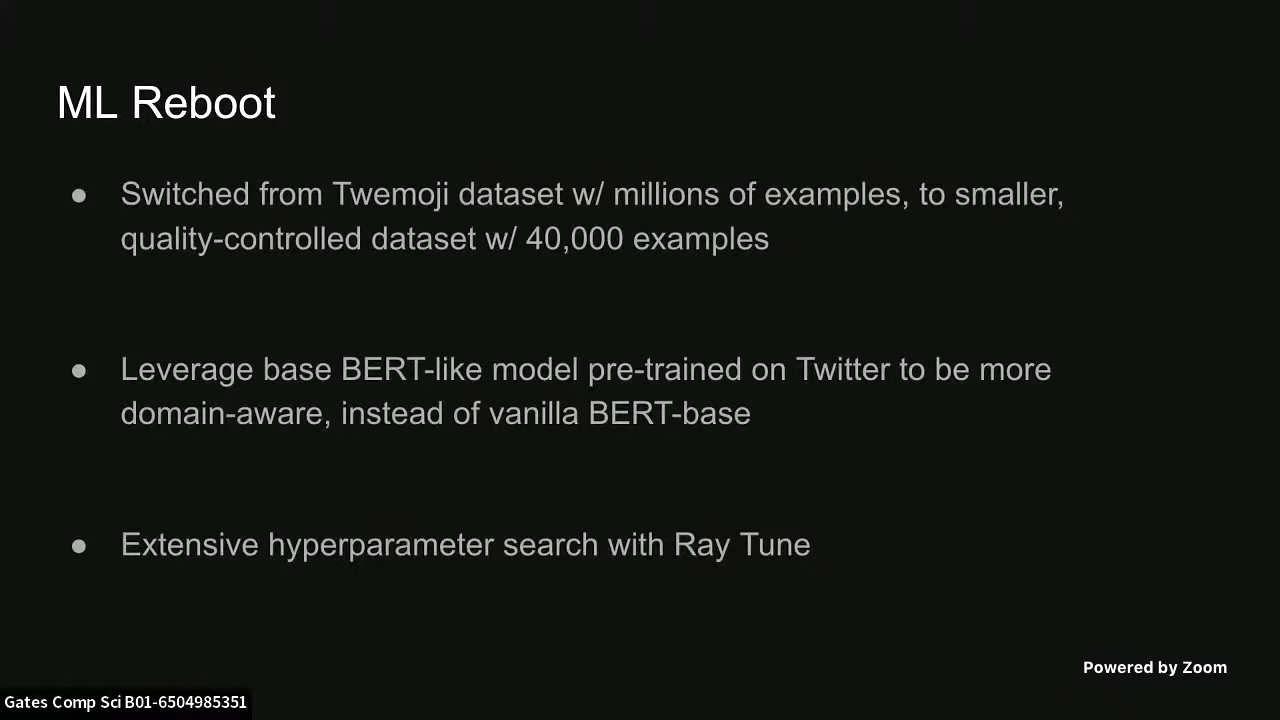 ML Reboot
● Switched from Twemoji dataset w/ millions of examples, to smaller,
quality-controlled dataset w/ 40,000 examples
● Leverage base BERT-like model pre-trained on Twitter to be more
domain-aware, instead of vanilla BERT-base
● Extensive hyperparameter search with Ray Tune
Powered by Zoom
Gates Comp Sci B01-6504985351